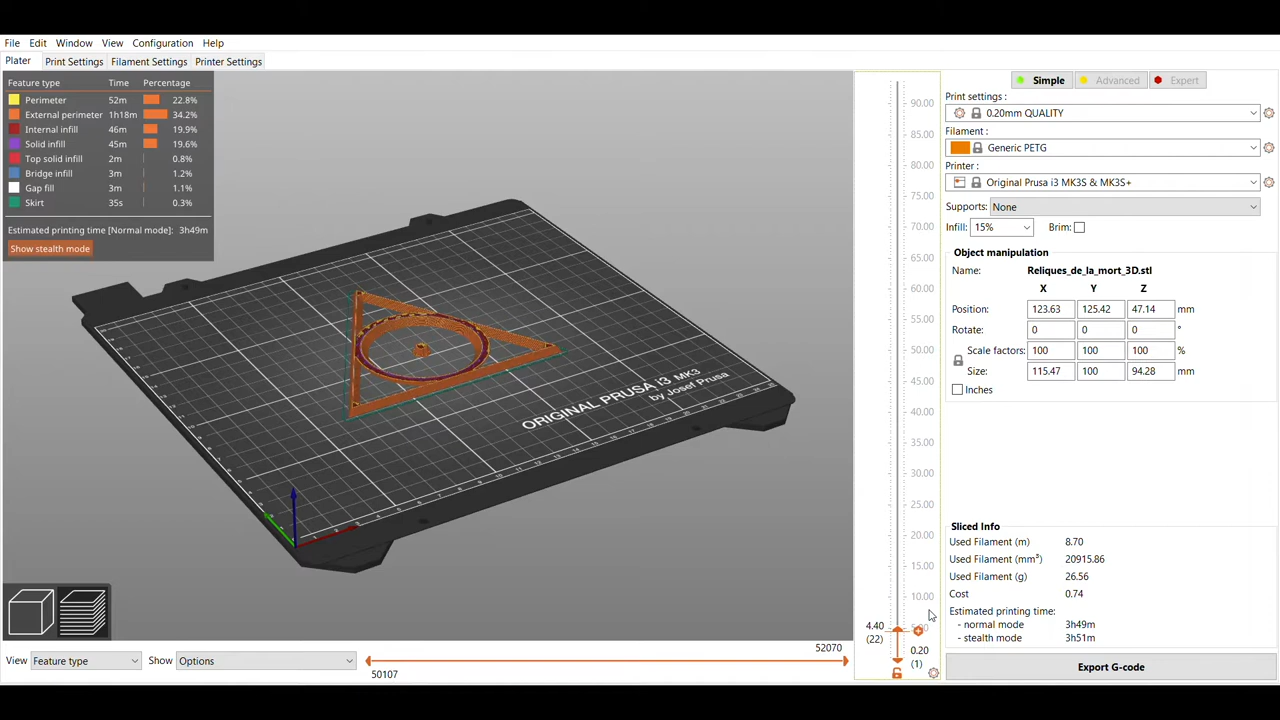 File Edit Window View Configuration Help
Plater Print Settings Filament Settings Printer Settings
Feature type Time Percentage
Perimeter 52m 22.8%
External perimeter 1h18m 34.2%
Internal infill 46m 19.9%
Solid infill 45m 19.6%
Top solid infill 2m 0.8%
Bridge infill 3m 1.2%
Gap fill 3m 1.1%
Skirt 35s 0.3%
Estimated printing time [Normal mode]: 3h49m
Show stealth mode
ORIGINAL PRUSA i3 MK3
by Josef Prusa
View Feature type Show Options
50107
52070
90.00
85.00
80.00
75.00
70.00
65.00
60.00
55.00
50.00
45.00
40.00
35.00
30.00
25.00
20.00
15.00
10.00
5.00
4.40
(22)
0.20
(1)
Simple Advanced Expert
Print settings :
0.20mm QUALITY
Filament :
Generic PETG
Printer :
Original Prusa i3 MK3S & MK3S+
Supports: None
Infill: 15% Brim:
Object manipulation
Name: Reliques_de_la_mort_3D.stl
X Y Z
Position: 123.63 125.42 47.14 mm
Rotate: 0 0 0 °
Scale factors: 100 100 100 %
Size: 115.47 100 94.28 mm
Inches
Sliced Info
Used Filament (m) 8.70
Used Filament (mm³) 20915.86
Used Filament (g) 26.56
Cost 0.74
Estimated printing time:
- normal mode 3h49m
- stealth mode 3h51m
Export G-code